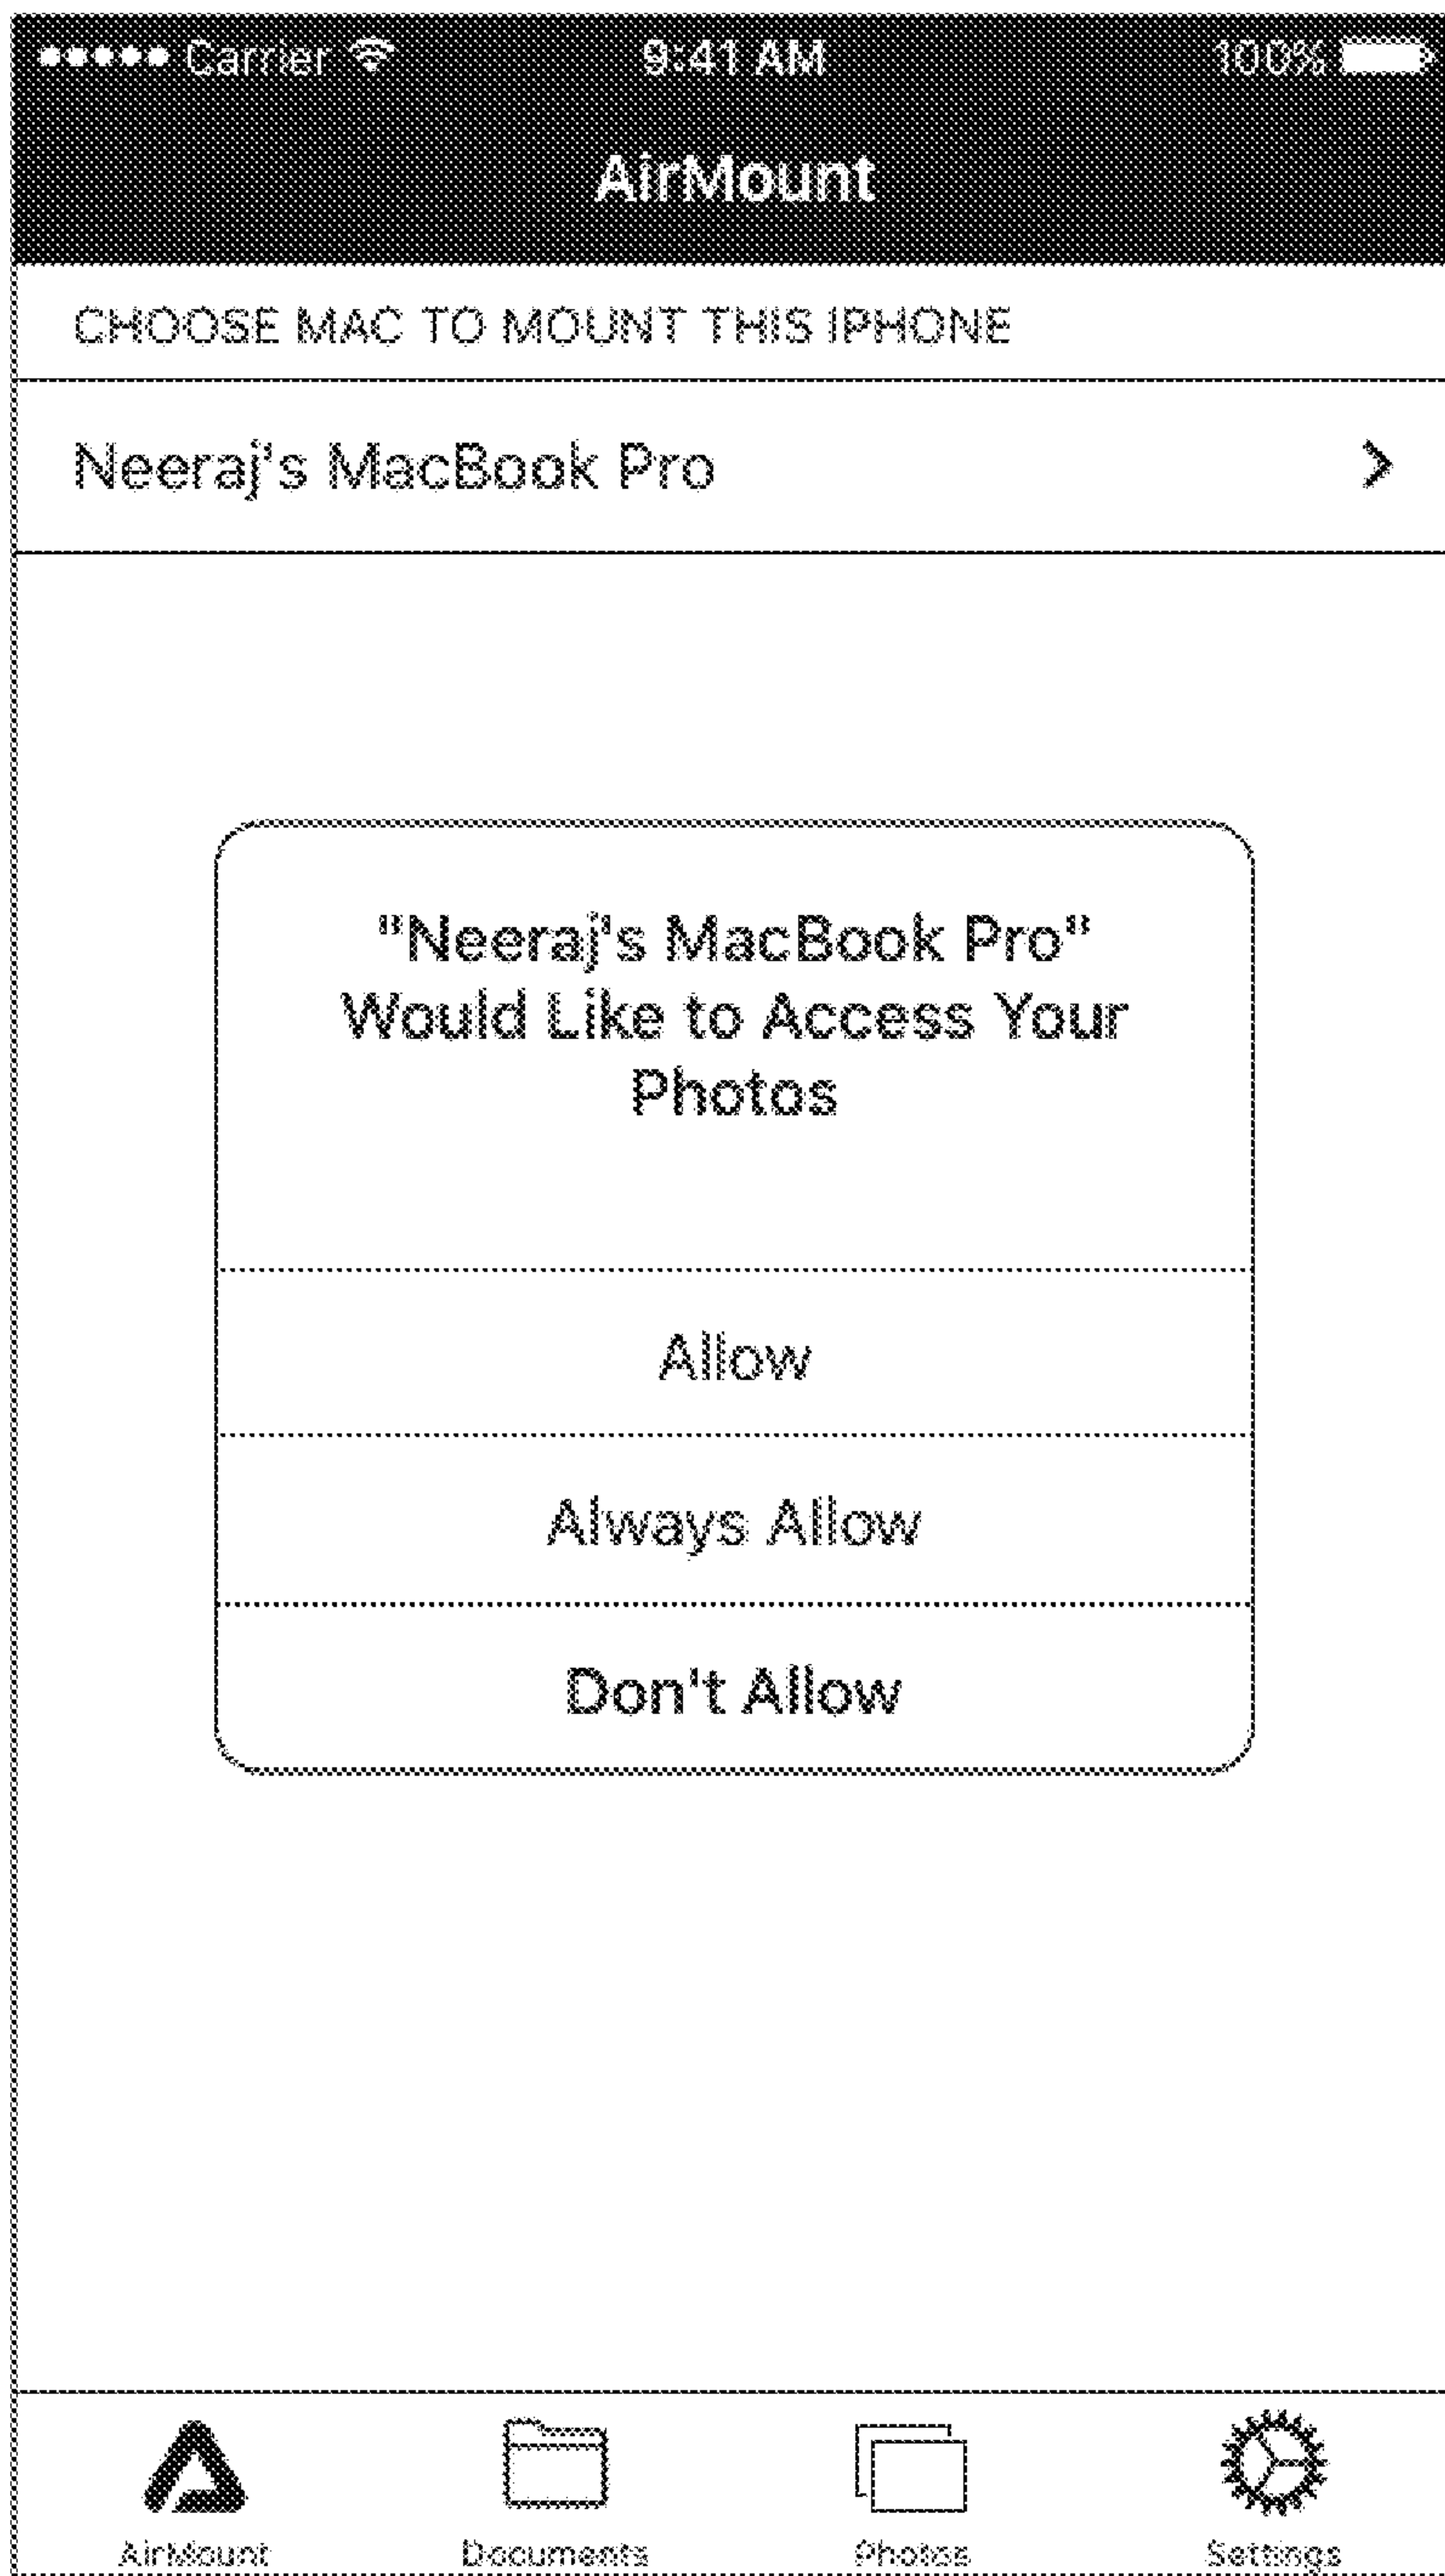 Carrier 9:41 AM 100%
AirMount
CHOOSE MAC TO MOUNT THIS IPHONE
Neeraj's MacBook Pro
"Neeraj's MacBook Pro"
Would Like to Access Your
Photos
Allow
Always Allow
Don't Allow
AirMount Documents Photos Settings